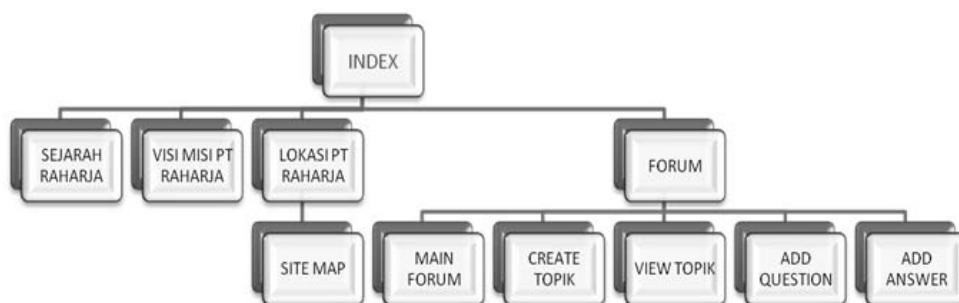 INDEX
SEJARAH
RAHARJA
VISI MISI PT
RAHARJA
LOKASI PT
RAHARJA
FORUM
SITE MAP
MAIN
FORUM
CREATE
TOPIK
VIEW TOPIK
ADD
QUESTION
ADD
ANSWER